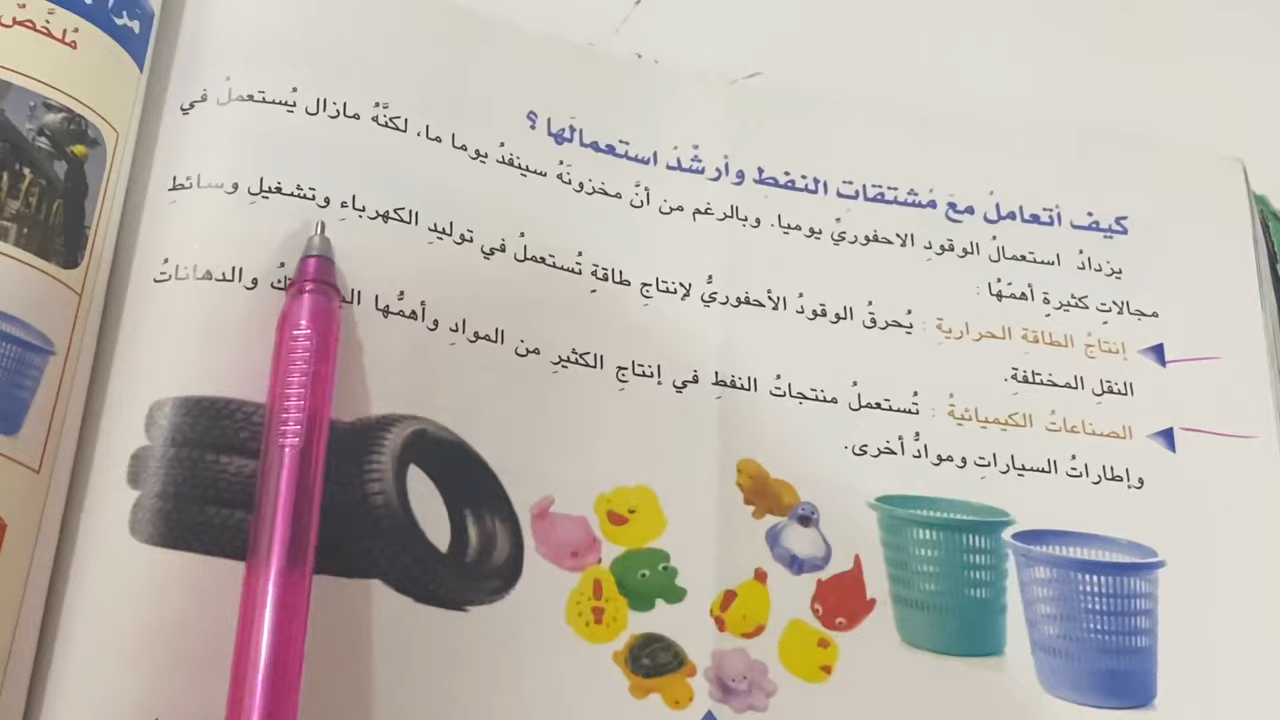 مُلخَّصُ
كيف أتعاملُ معَ مُشتقاتِ النفطِ وأرشِّدُ استعمالَها ؟
يزدادُ استعمالُ الوقودِ الاحفوريِّ يوميا. وبالرغم من أنَّ مخزونَهُ سينفدُ يوما ما، لكنَّهُ مازال يُستعملُ في
مجالاتٍ كثيرةٍ أهمَهُا :
إنتاجُ الطاقةِ الحراريةِ : يُحرقُ الوقودُ الأحفوريُّ لإنتاجِ طاقةٍ تُستعملُ في توليدِ الكهرباءِ وتشغيلِ وسائطِ
النقلِ المختلفةِ.
الصناعاتُ الكيميائيةُ : تُستعملُ منتجاتُ النفطِ في إنتاجِ الكثيرِ من الموادِ وأهمُّها والدهاناتُ
وإطاراتُ السياراتِ وموادُّ أخرى.